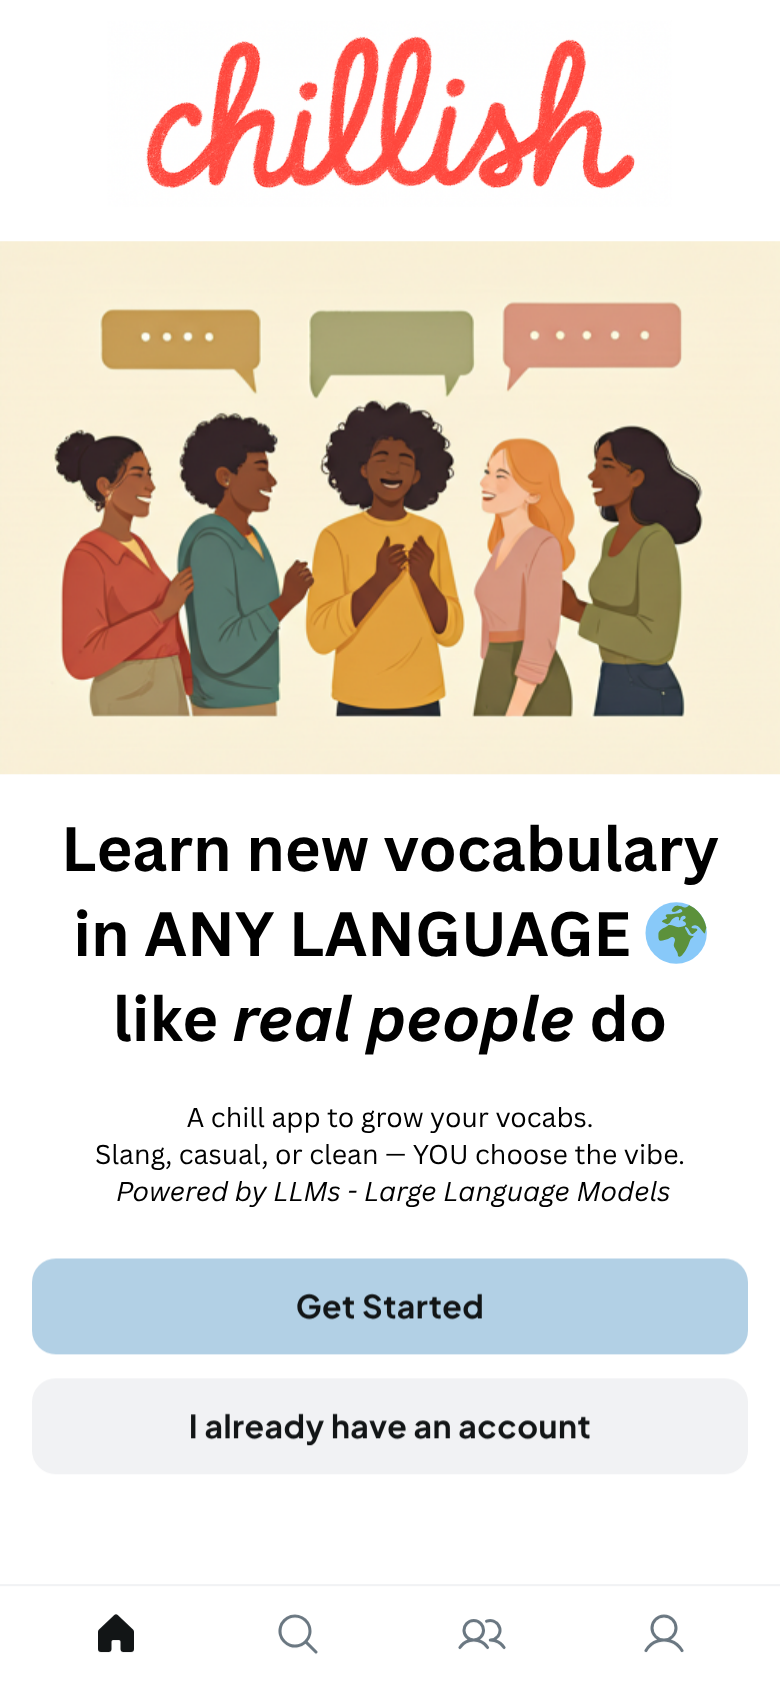 chillish
Learn new vocabulary
in ANY LANGUAGE 🌍
like real people do
A chill app to grow your vocabs.
Slang, casual, or clean — YOU choose the vibe.
Powered by LLMs - Large Language Models
Get Started
I already have an account